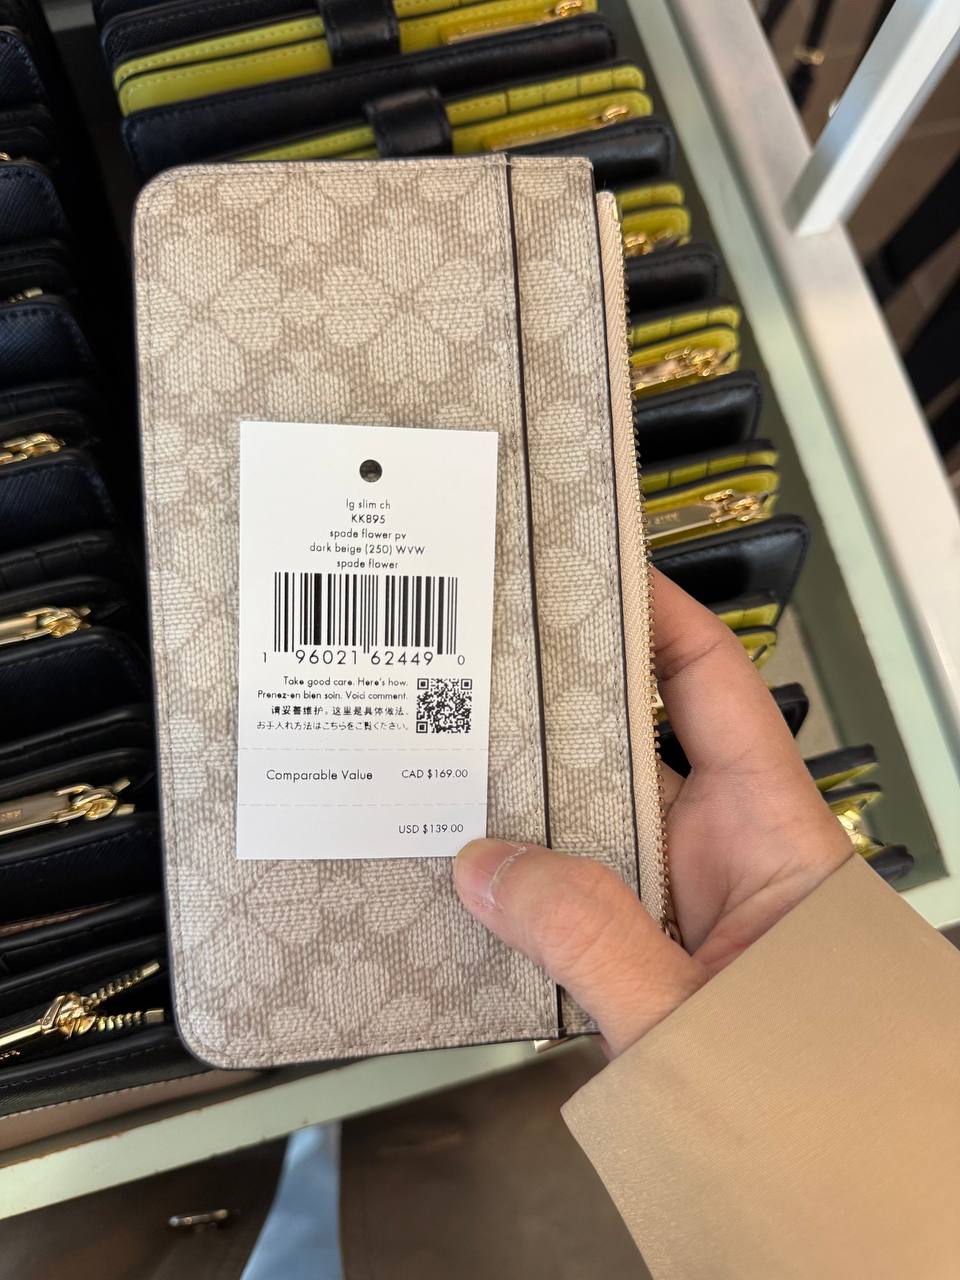 lg slim ch
KK895
spade flower pv
dark beige (250) WVW
spade flower
1 96021 62449 0
Take good care. Here's how.
Prenez-en bien soin. Voici comment.
请妥善维护。这里是具体做法。
お手入れ方法はこちらをご覧ください。
Comparable Value CAD $169.00
USD $139.00